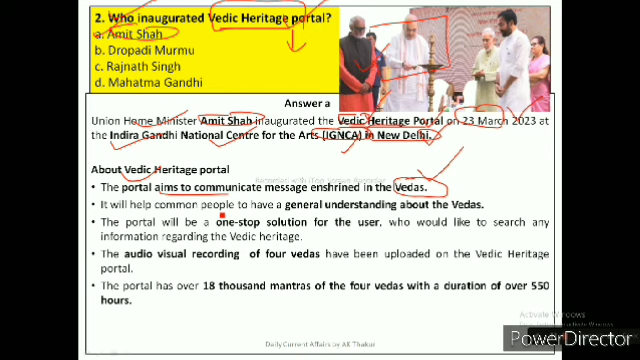 2. Who inaugurated Vedic Heritage portal?
a. Amit Shah
b. Dropadi Murmu
c. Rajnath Singh
d. Mahatma Gandhi
Answer a
Union Home Minister Amit Shah inaugurated the Vedic Heritage Portal on 23 March 2023 at
the Indira Gandhi National Centre for the Arts (IGNCA) in New Delhi.
About Vedic Heritage portal
Recorded with iTop Screen Recorder
• The portal aims to communicate message enshrined in the Vedas.
• It will help common people to have a general understanding about the Vedas.
• The portal will be a one-stop solution for the user, who would like to search any
information regarding the Vedic heritage.
• The audio visual recording of four vedas have been uploaded on the Vedic Heritage
portal.
• The portal has over 18 thousand mantras of the four vedas with a duration of over 550
hours.
Activate Windows
PowerDirector
Daily Current Affairs by AK Thakur